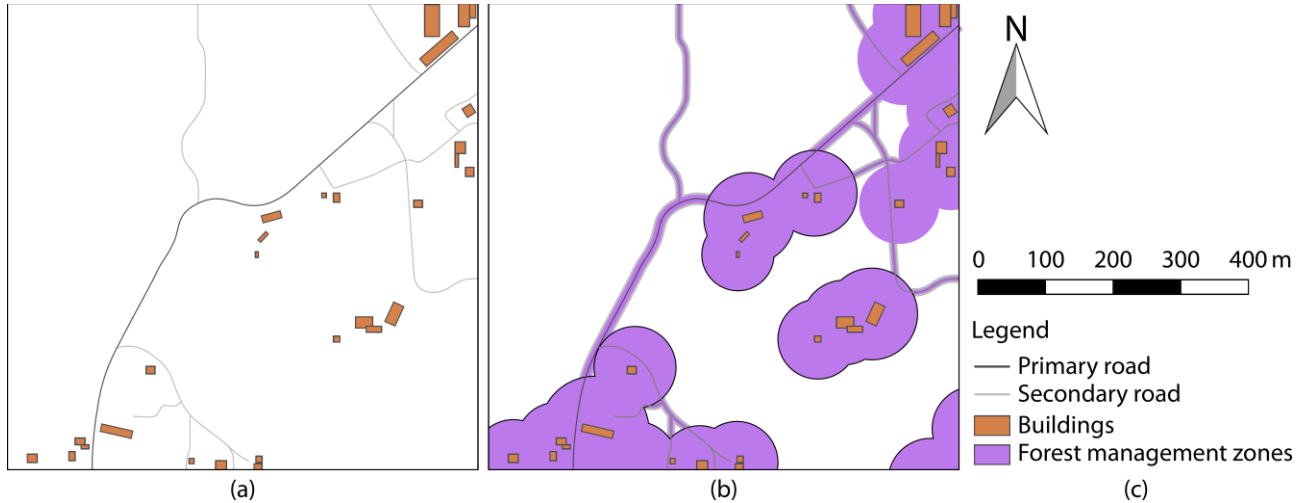 N
0 100 200 300 400 m
Legend
Primary road
Secondary road
Buildings
Forest management zones
(a) (b) (c)